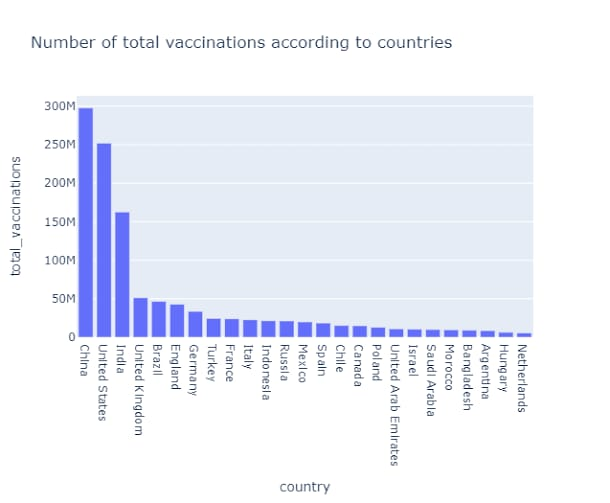 Number of total vaccinations according to countries
total_vaccinations
300M
250M
200M
150M
100M
50M
0
China
United States
India
United Kingdom
Brazil
England
Germany
Turkey
France
Italy
Indonesia
Russia
Mexico
Spain
Chile
Canada
Poland
United Arab Emirates
Israel
Saudi Arabia
Morocco
Bangladesh
Argentina
Hungary
Netherlands
country